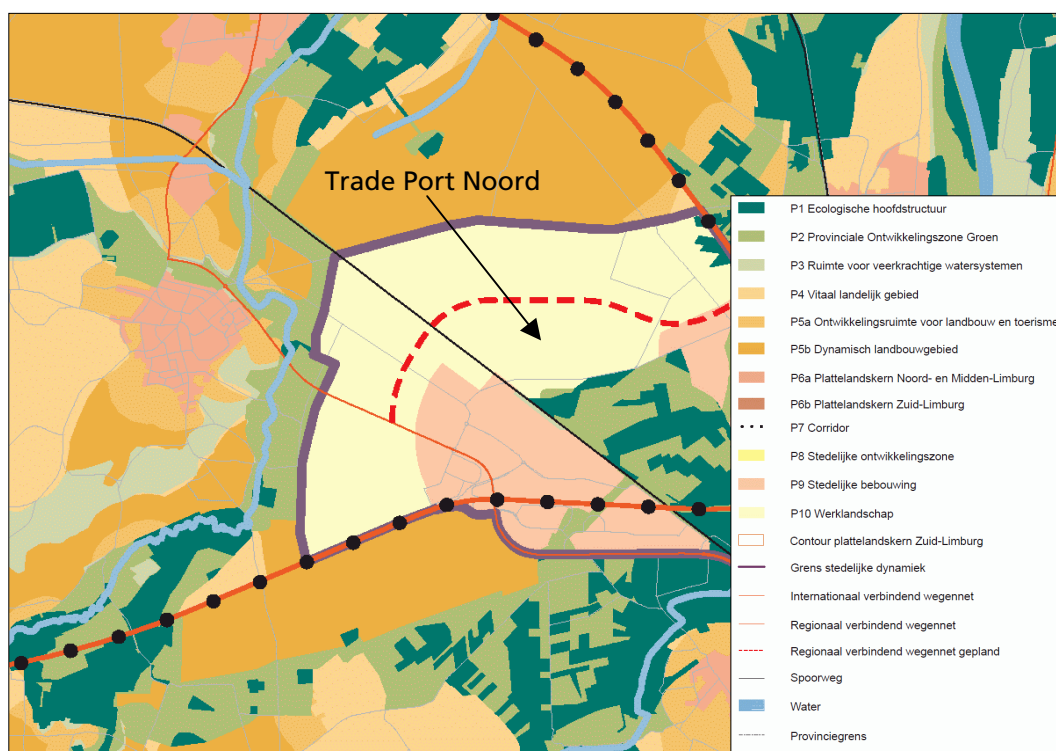 Trade Port Noord
P1 Ecologische hoofdstructuur
P2 Provinciale Ontwikkelingszone Groen
P3 Ruimte voor veerkrachtige watersystemen
P4 Vitaal landelijk gebied
P5a Ontwikkelingsruimte voor landbouw en toerisme
P5b Dynamisch landbouwgebied
P6a Plattelandskern Noord- en Midden-Limburg
P6b Plattelandskern Zuid-Limburg
P7 Corridor
P8 Stedelijke ontwikkelingszone
P9 Stedelijke bebouwing
P10 Werklandschap
Contour plattelandskern Zuid-Limburg
Grens stedelijke dynamiek
Internationaal verbindend wegennet
Regionaal verbindend wegennet
Regionaal verbindend wegennet gepland
Spoorweg
Water
Provinciegrens